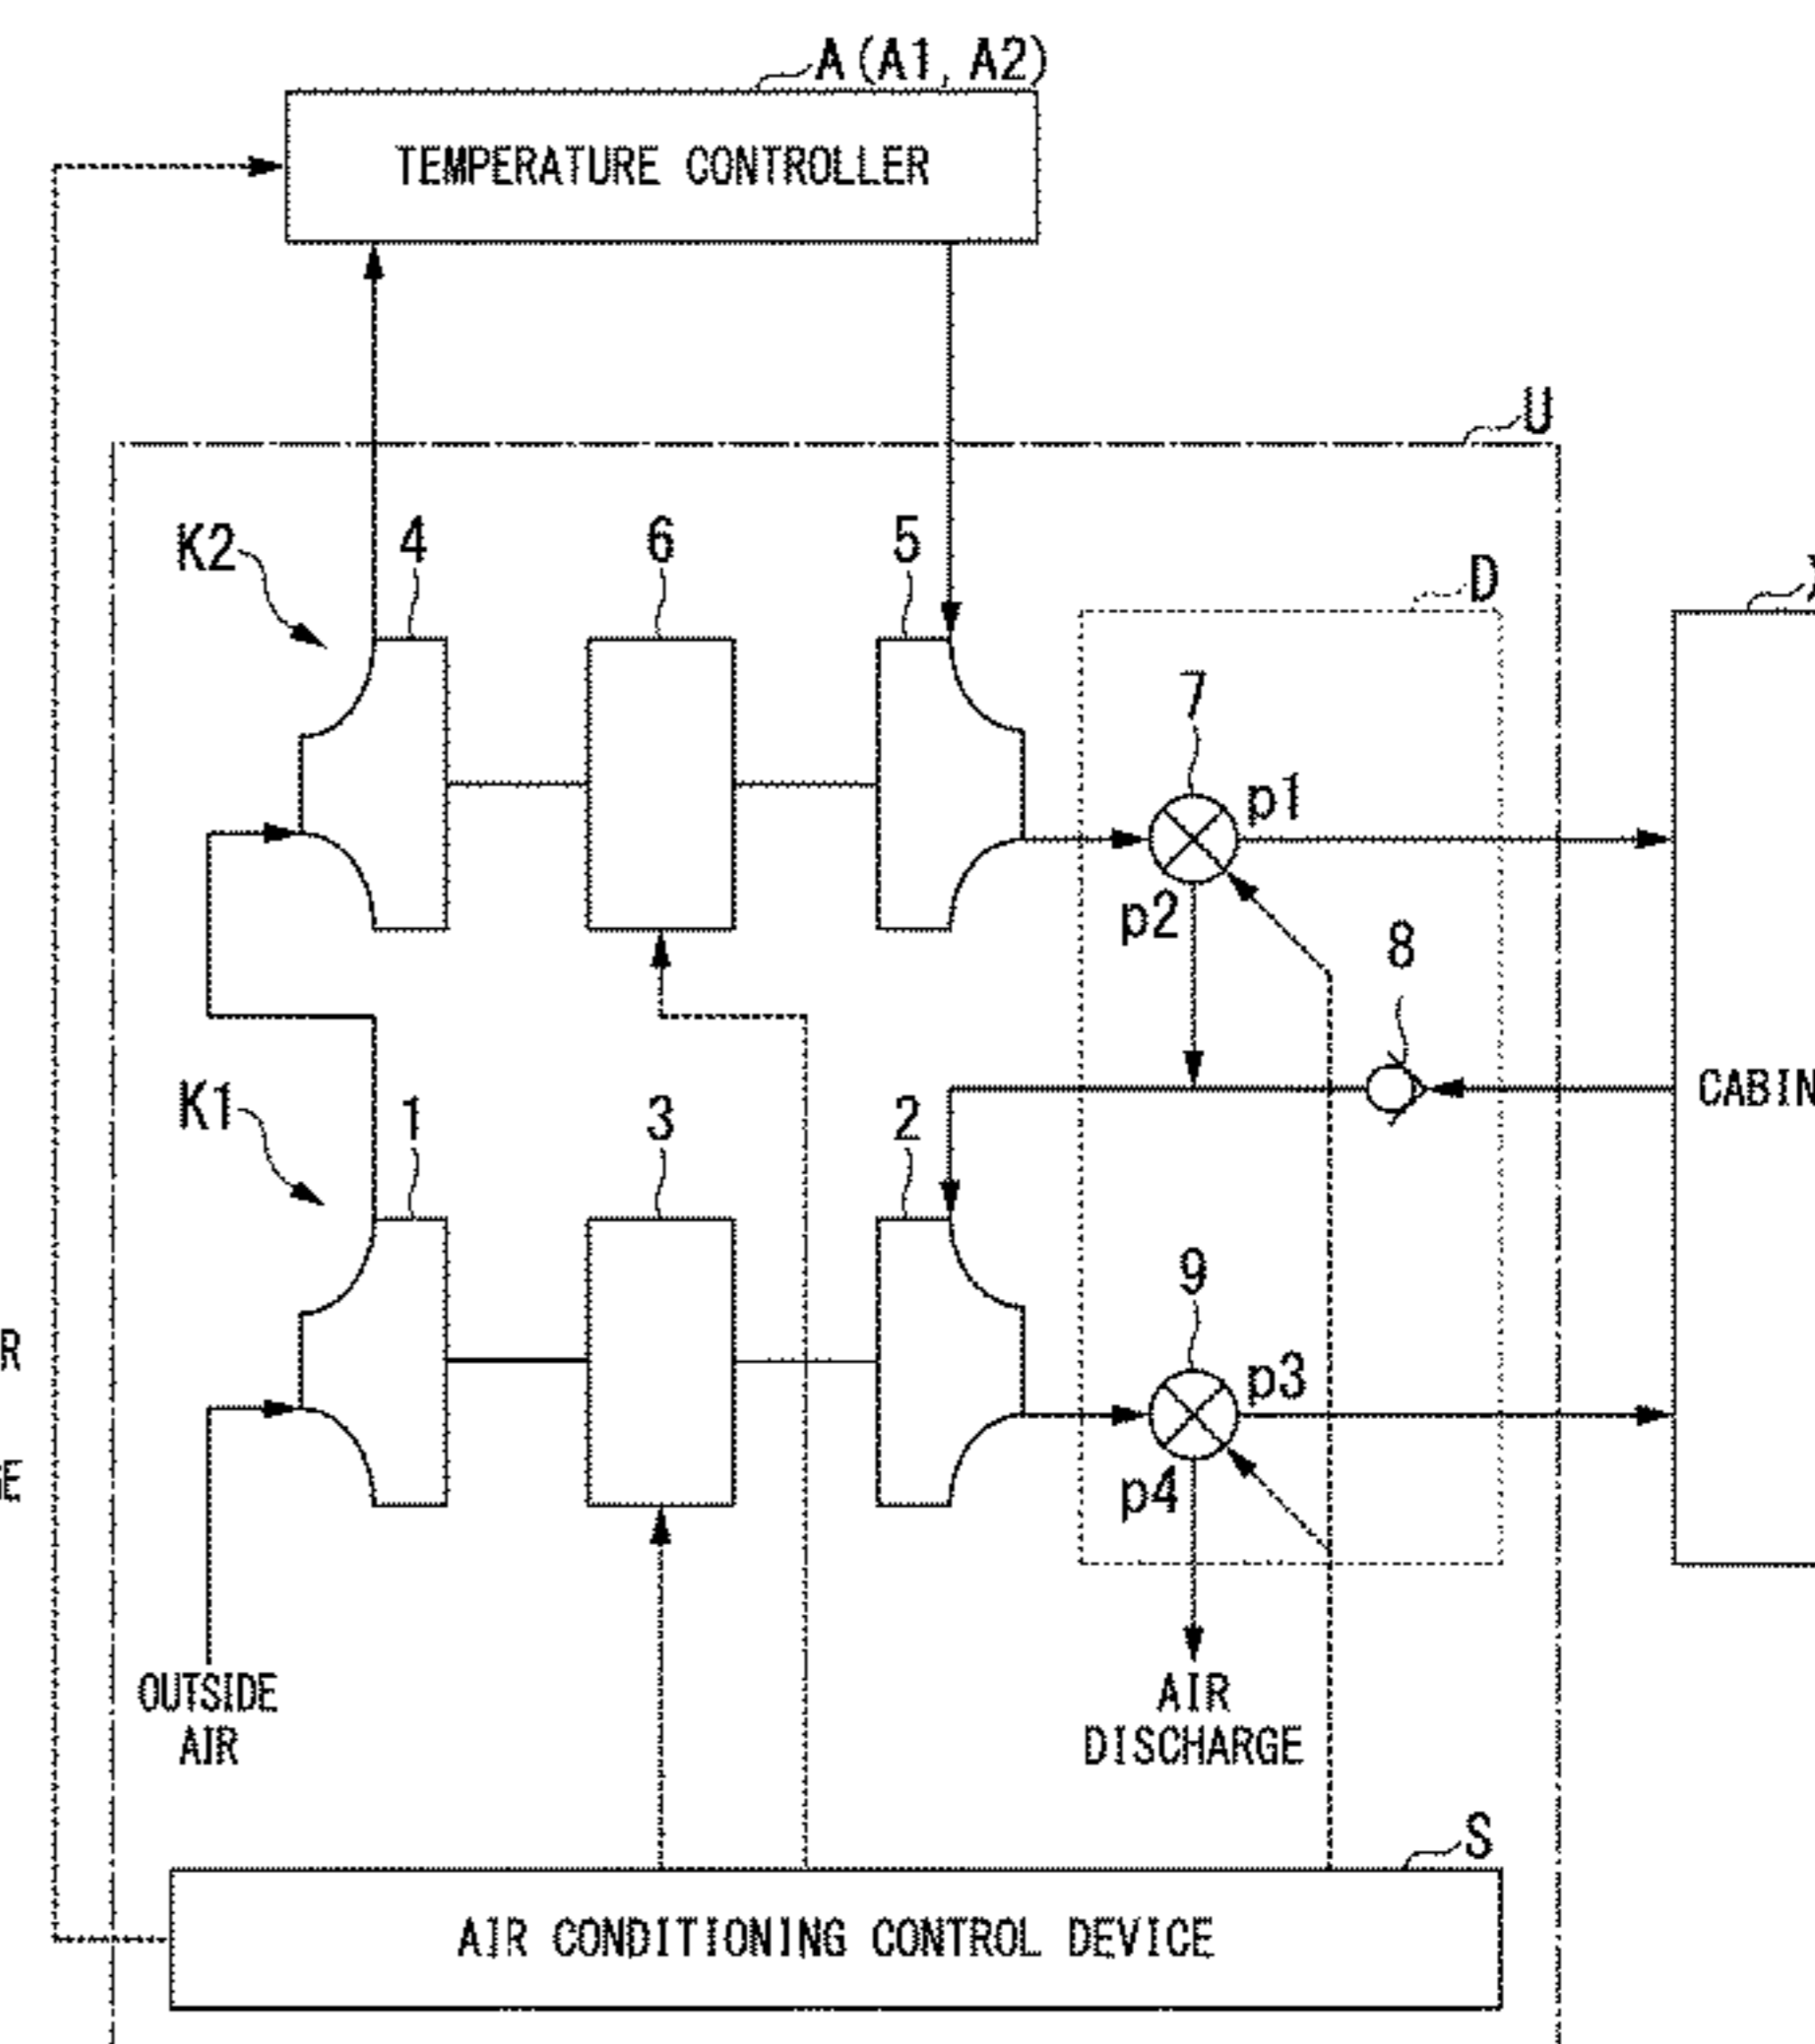 A(A1, A2)
TEMPERATURE CONTROLLER
U
K2
4
6
5
D
7
p1
p2
8
K1
1
3
2
CABIN
9
p3
p4
R
OUTSIDE
AIR
AIR
DISCHARGE
S
AIR CONDITIONING CONTROL DEVICE